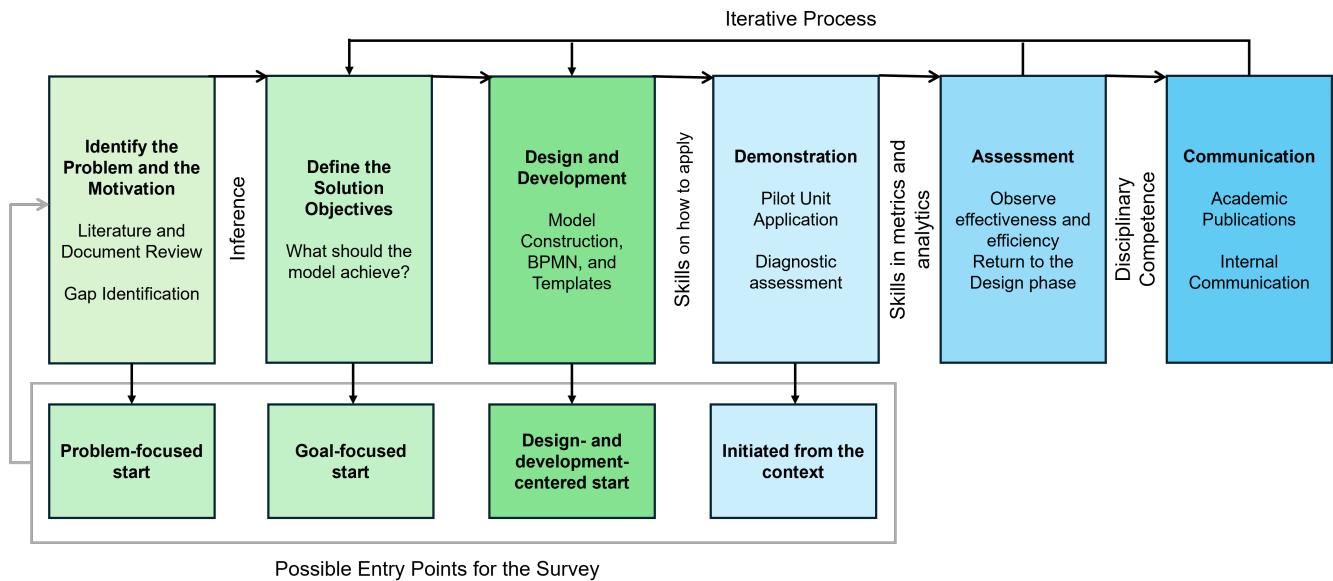 Iterative Process
Identify the
Problem and the
Motivation
Literature and
Document Review
Gap Identification
Inference
Define the
Solution
Objectives
What should the
model achieve?
Design and
Development
Model
Construction,
BPMN, and
Templates
Skills on how to apply
Demonstration
Pilot Unit
Application
Diagnostic
assessment
Skills in metrics and
analytics
Assessment
Observe
effectiveness and
efficiency
Return to the
Design phase
Disciplinary
Competence
Communication
Academic
Publications
Internal
Communication
Problem-focused
start
Goal-focused
start
Design- and
development-
centered start
Initiated from the
context
Possible Entry Points for the Survey